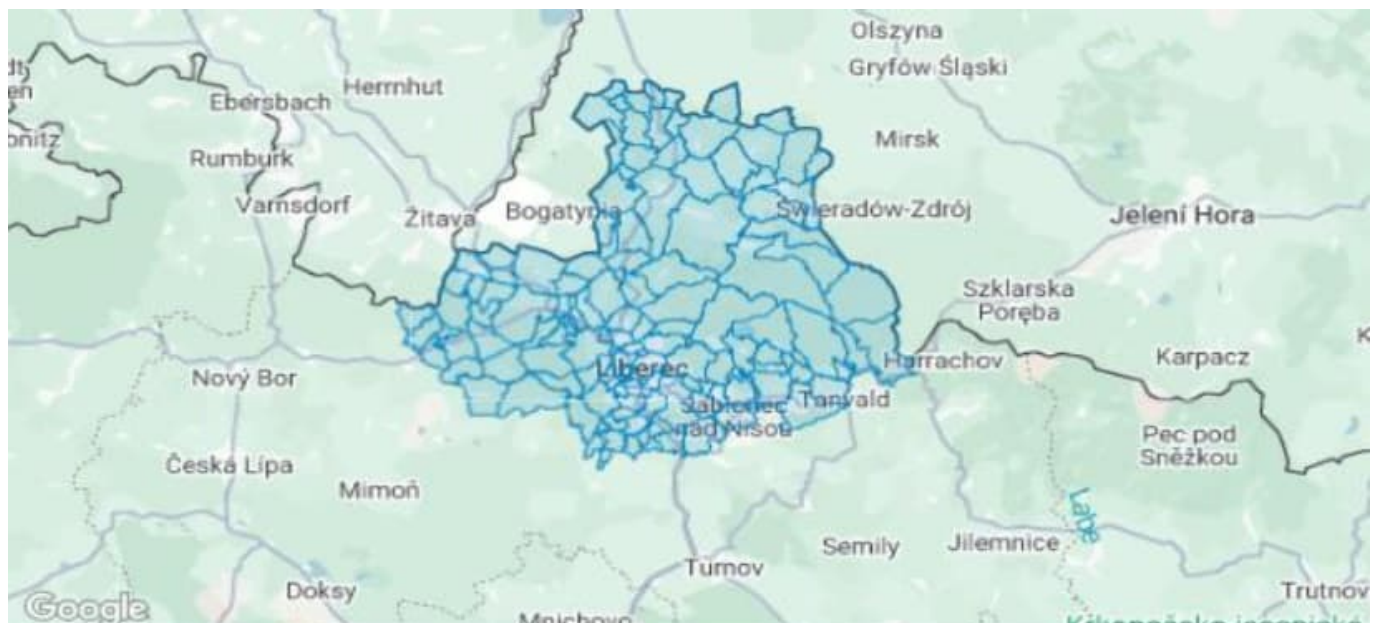 Olszyna
Gryfów Śląski
Herrnhut
Ebersbach
Mirsk
Rumburk
Varnsdorf
Žitava
Bogatynia
Świeradów-Zdrój
Jelení Hora
Szklarska
Poręba
Harrachov
Karpacz
Liberec
Nový Bor
Jablonec
nad Nisou
Tanvald
Pec pod
Sněžkou
Česká Lípa
Mimoň
Labe
Semily
Jilemnice
Turnov
Doksy
Trutnov
Google